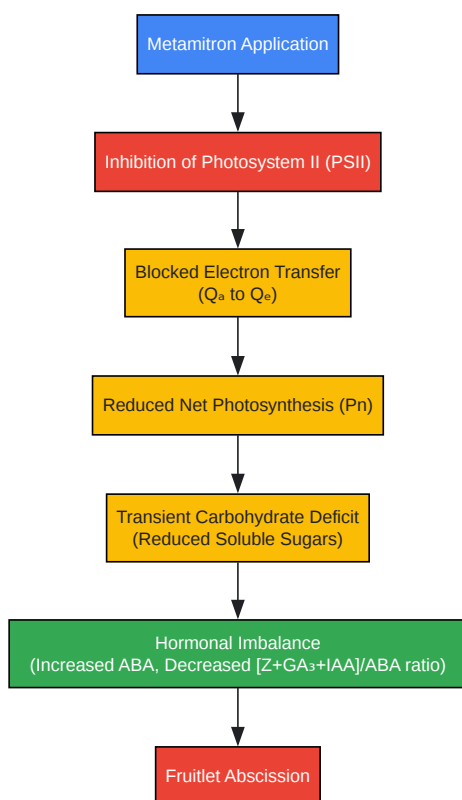 Metamitron Application
Inhibition of Photosystem II (PSII)
Blocked Electron Transfer
(Qₐ to Qₑ)
Reduced Net Photosynthesis (Pn)
Transient Carbohydrate Deficit
(Reduced Soluble Sugars)
Hormonal Imbalance
(Increased ABA, Decreased [Z+GA₃+IAA]/ABA ratio)
Fruitlet Abscission